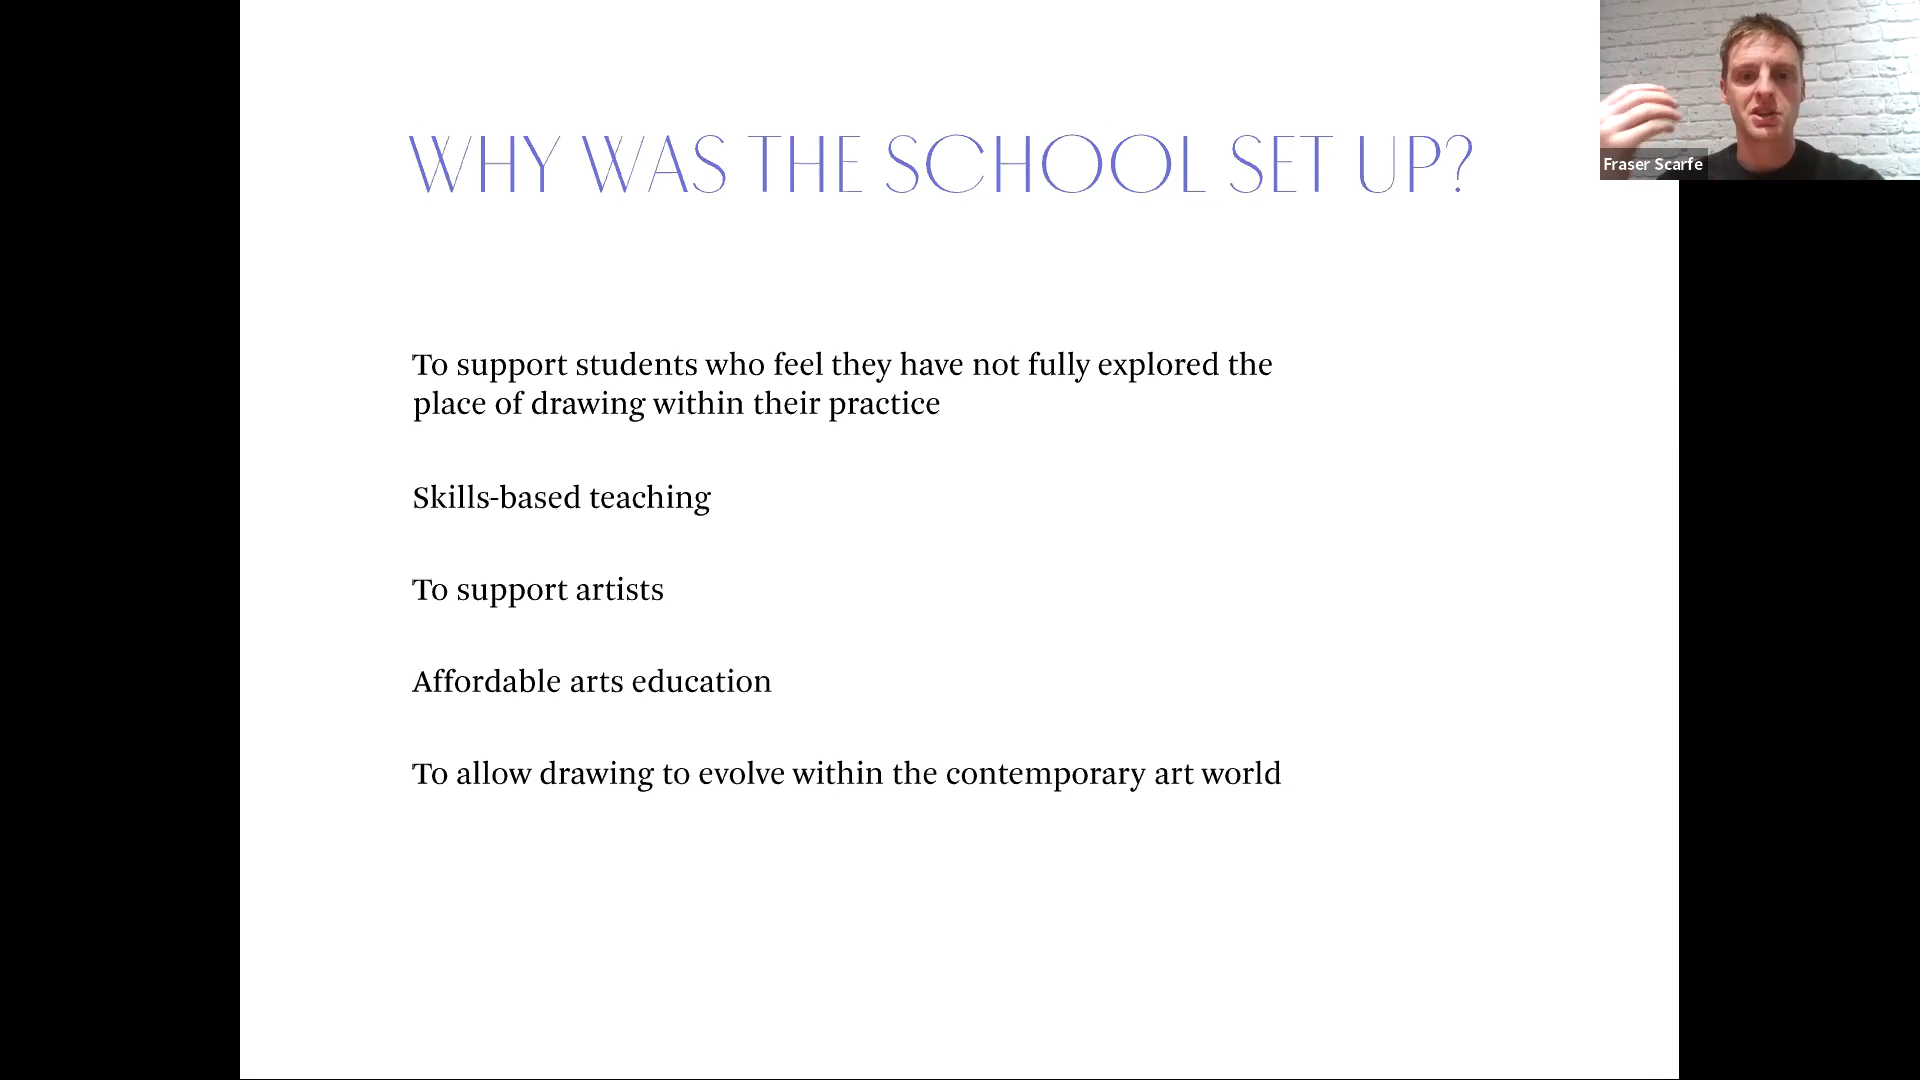 WHY WAS THE SCHOOL SET UP?
Fraser Scarfe
To support students who feel they have not fully explored the
place of drawing within their practice
Skills-based teaching
To support artists
Affordable arts education
To allow drawing to evolve within the contemporary art world